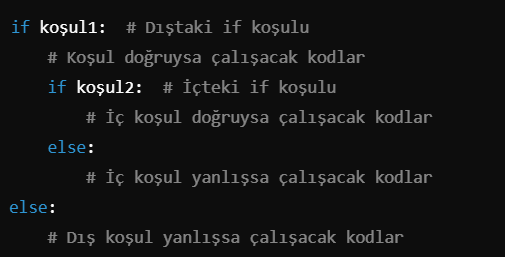 if koşul1:  # Dıştaki if koşulu
    # Koşul doğruysa çalışacak kodlar
    if koşul2:  # İçteki if koşulu
        # İç koşul doğruysa çalışacak kodlar
    else:
        # İç koşul yanlışsa çalışacak kodlar
else:
    # Dış koşul yanlışsa çalışacak kodlar